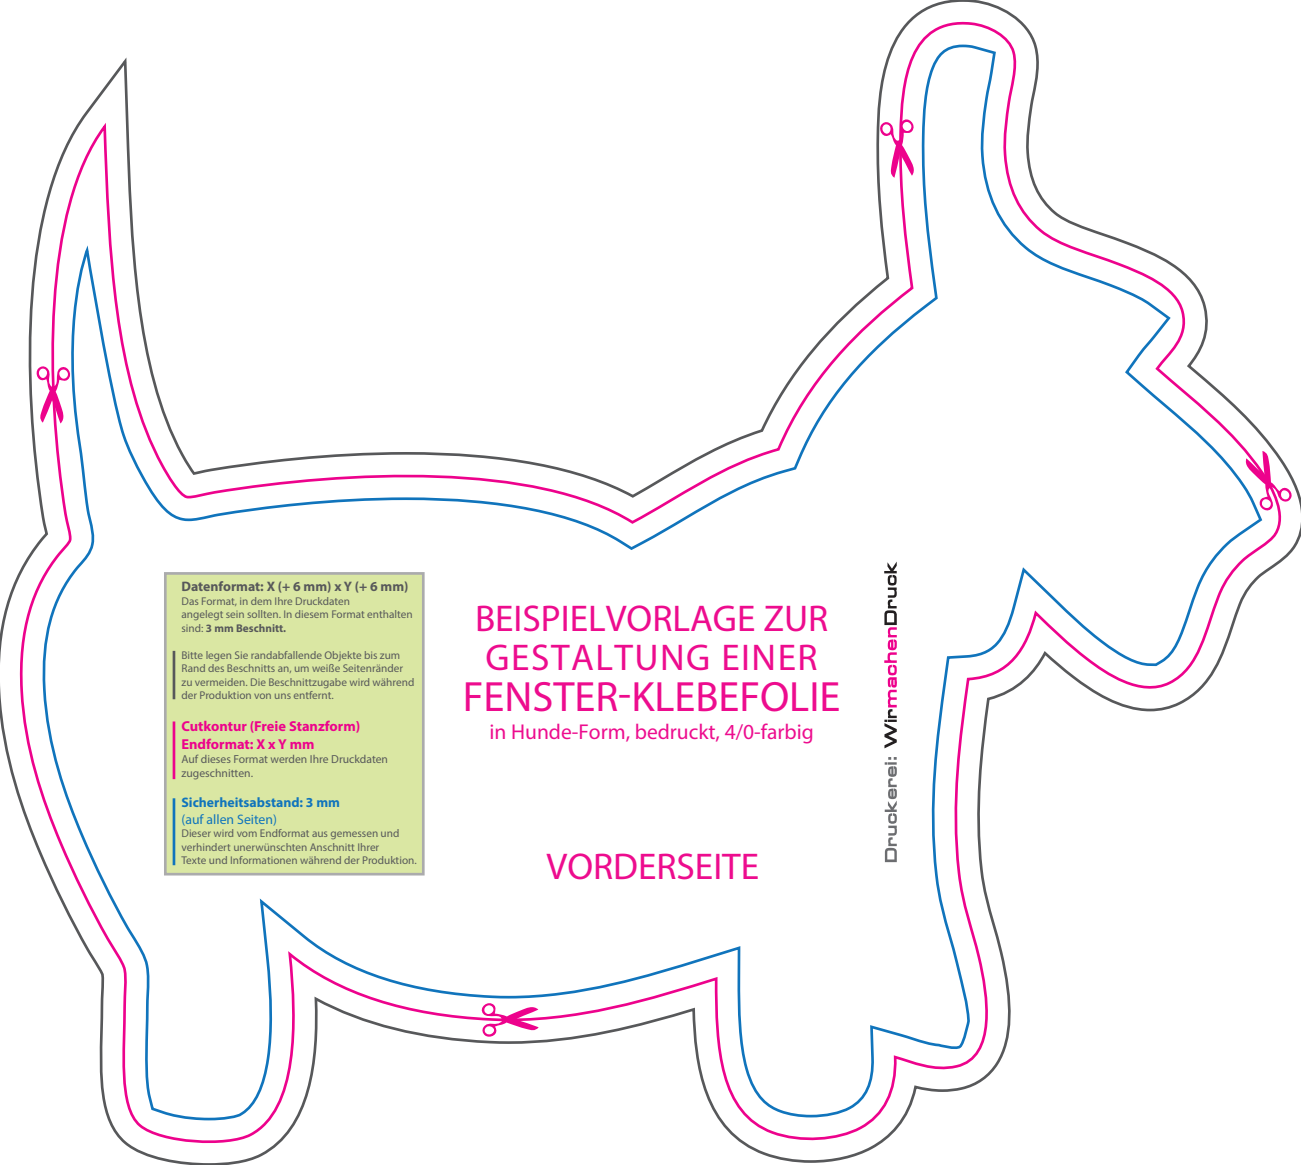 Datenformat: X (+ 6 mm) x Y (+ 6 mm)
Das Format, in dem Ihre Druckdaten
angelegt sein sollten. In diesem Format enthalten
sind: 3 mm Beschnitt.
Bitte legen Sie randabfallende Objekte bis zum
Rand des Beschnitts an, um weiße Seitenränder
zu vermeiden. Die Beschnittzugabe wird während
der Produktion von uns entfernt.
Cutkontur (Freie Stanzform)
Endformat: X x Y mm
Auf dieses Format werden Ihre Druckdaten
zugeschnitten.
Sicherheitsabstand: 3 mm
(auf allen Seiten)
Dieser wird vom Endformat aus gemessen und
verhindert unerwünschten Anschnitt Ihrer
Texte und Informationen während der Produktion.
BEISPIELVORLAGE ZUR
GESTALTUNG EINER
FENSTER-KLEBEFOLIE
in Hunde-Form, bedruckt, 4/0-farbig
VORDERSEITE
Druckerei: WirmachenDruck